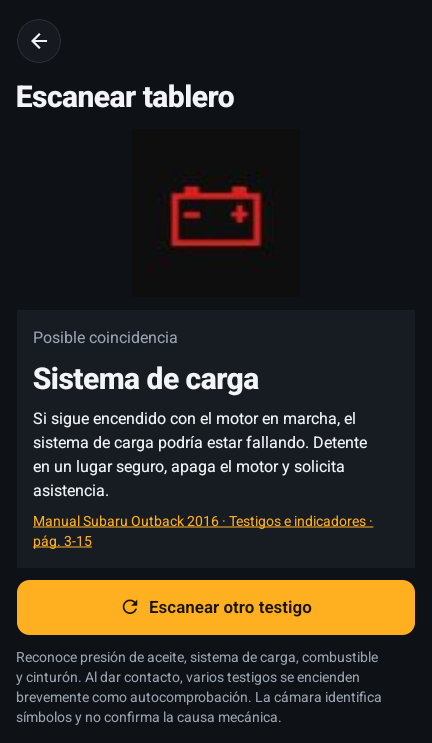 Escanear tablero
Posible coincidencia
Sistema de carga
Si sigue encendido con el motor en marcha, el
sistema de carga podría estar fallando. Detente
en un lugar seguro, apaga el motor y solicita
asistencia.
Manual Subaru Outback 2016 · Testigos e indicadores ·
pág. 3-15
Escanear otro testigo
Reconoce presión de aceite, sistema de carga, combustible
y cinturón. Al dar contacto, varios testigos se encienden
brevemente como autocomprobación. La cámara identifica
símbolos y no confirma la causa mecánica.